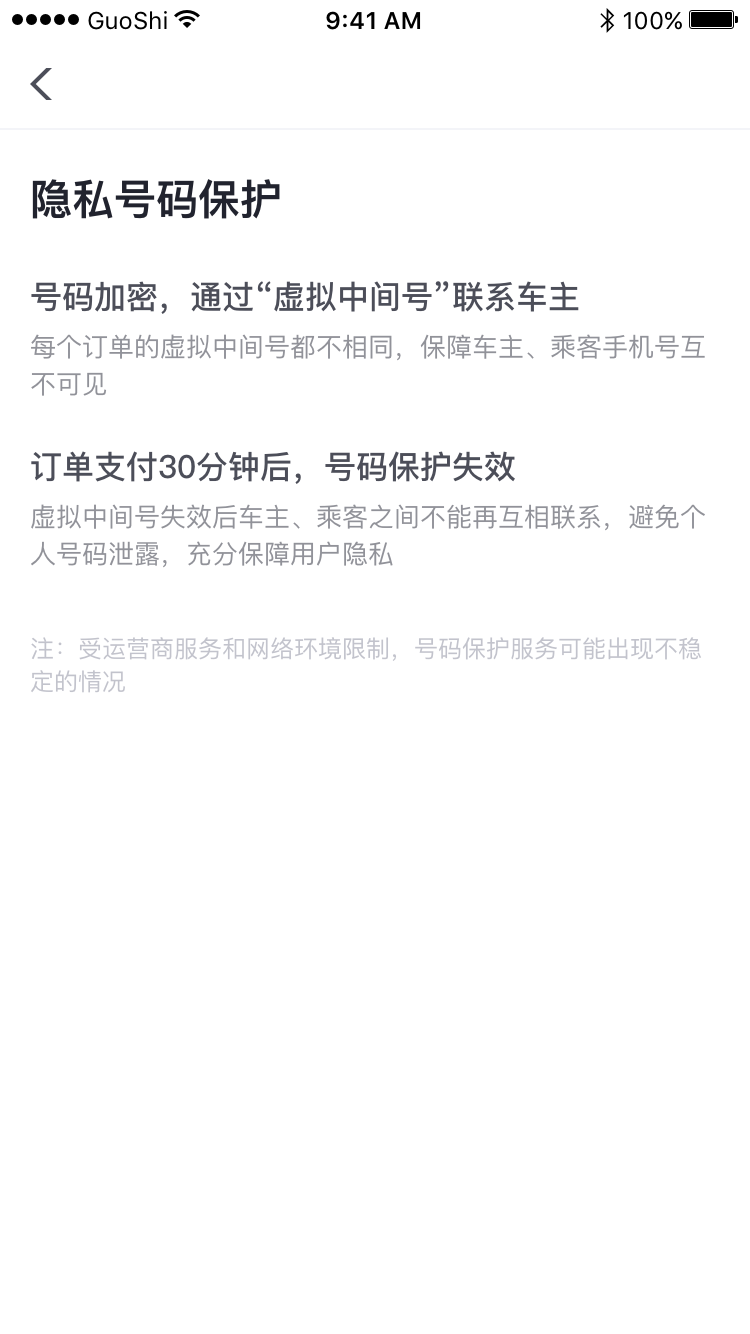 GuoShi 9:41 AM 100%
隐私号码保护
号码加密，通过“虚拟中间号”联系车主
每个订单的虚拟中间号都不相同，保障车主、乘客手机号互
不可见
订单支付30分钟后，号码保护失效
虚拟中间号失效后车主、乘客之间不能再互相联系，避免个
人号码泄露，充分保障用户隐私
注：受运营商服务和网络环境限制，号码保护服务可能出现不稳
定的情况